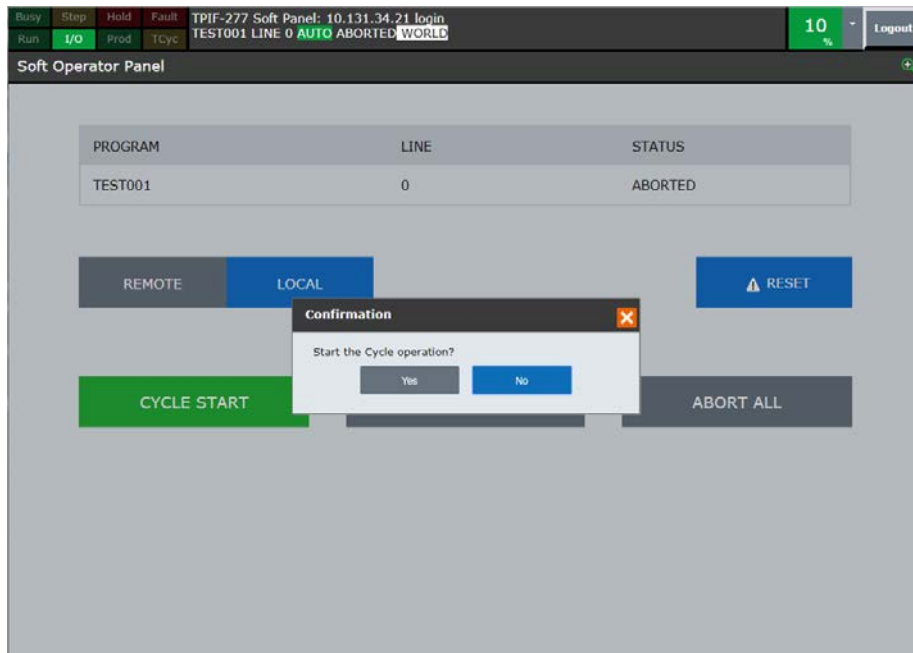 Busy Step Hold Fault TPIF-277 Soft Panel: 10.131.34.21 login
Run I/O Prod TCyc TEST001 LINE 0 AUTO ABORTED WORLD
10 %
Logout
Soft Operator Panel
PROGRAM LINE STATUS
TEST001 0 ABORTED
REMOTE LOCAL RESET
Confirmation
Start the Cycle operation?
Yes No
CYCLE START ABORT ALL